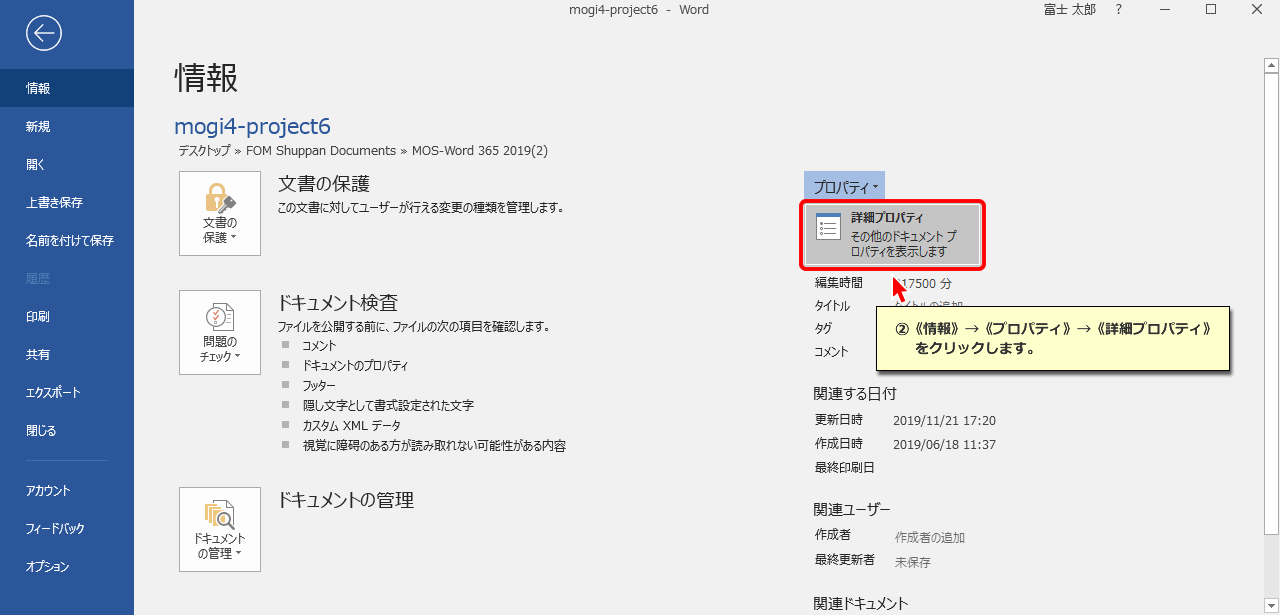 mogi4-project6 - Word
富士 太郎
?
情報
新規
開く
上書き保存
名前を付けて保存
履歴
印刷
共有
エクスポート
閉じる
アカウント
フィードバック
オプション
情報
mogi4-project6
デスクトップ » FOM Shuppan Documents » MOS-Word 365 2019(2)
文書の
保護
文書の保護
この文書に対してユーザーが行える変更の種類を管理します。
問題の
チェック
ドキュメント検査
ファイルを公開する前に、ファイルの次の項目を確認します。
コメント
ドキュメントのプロパティ
フッター
隠し文字として書式設定された文字
カスタム XML データ
視覚に障碍のある方が読み取れない可能性がある内容
ドキュメント
の管理
ドキュメントの管理
プロパティ
詳細プロパティ
その他のドキュメント プ
ロパティを表示します
編集時間 17500 分
タイトル タイトルの追加
タグ
コメント
②《情報》→《プロパティ》→《詳細プロパティ》
をクリックします。
関連する日付
更新日時 2019/11/21 17:20
作成日時 2019/06/18 11:37
最終印刷日
関連ユーザー
作成者 作成者の追加
最終更新者 未保存
関連ドキュメント